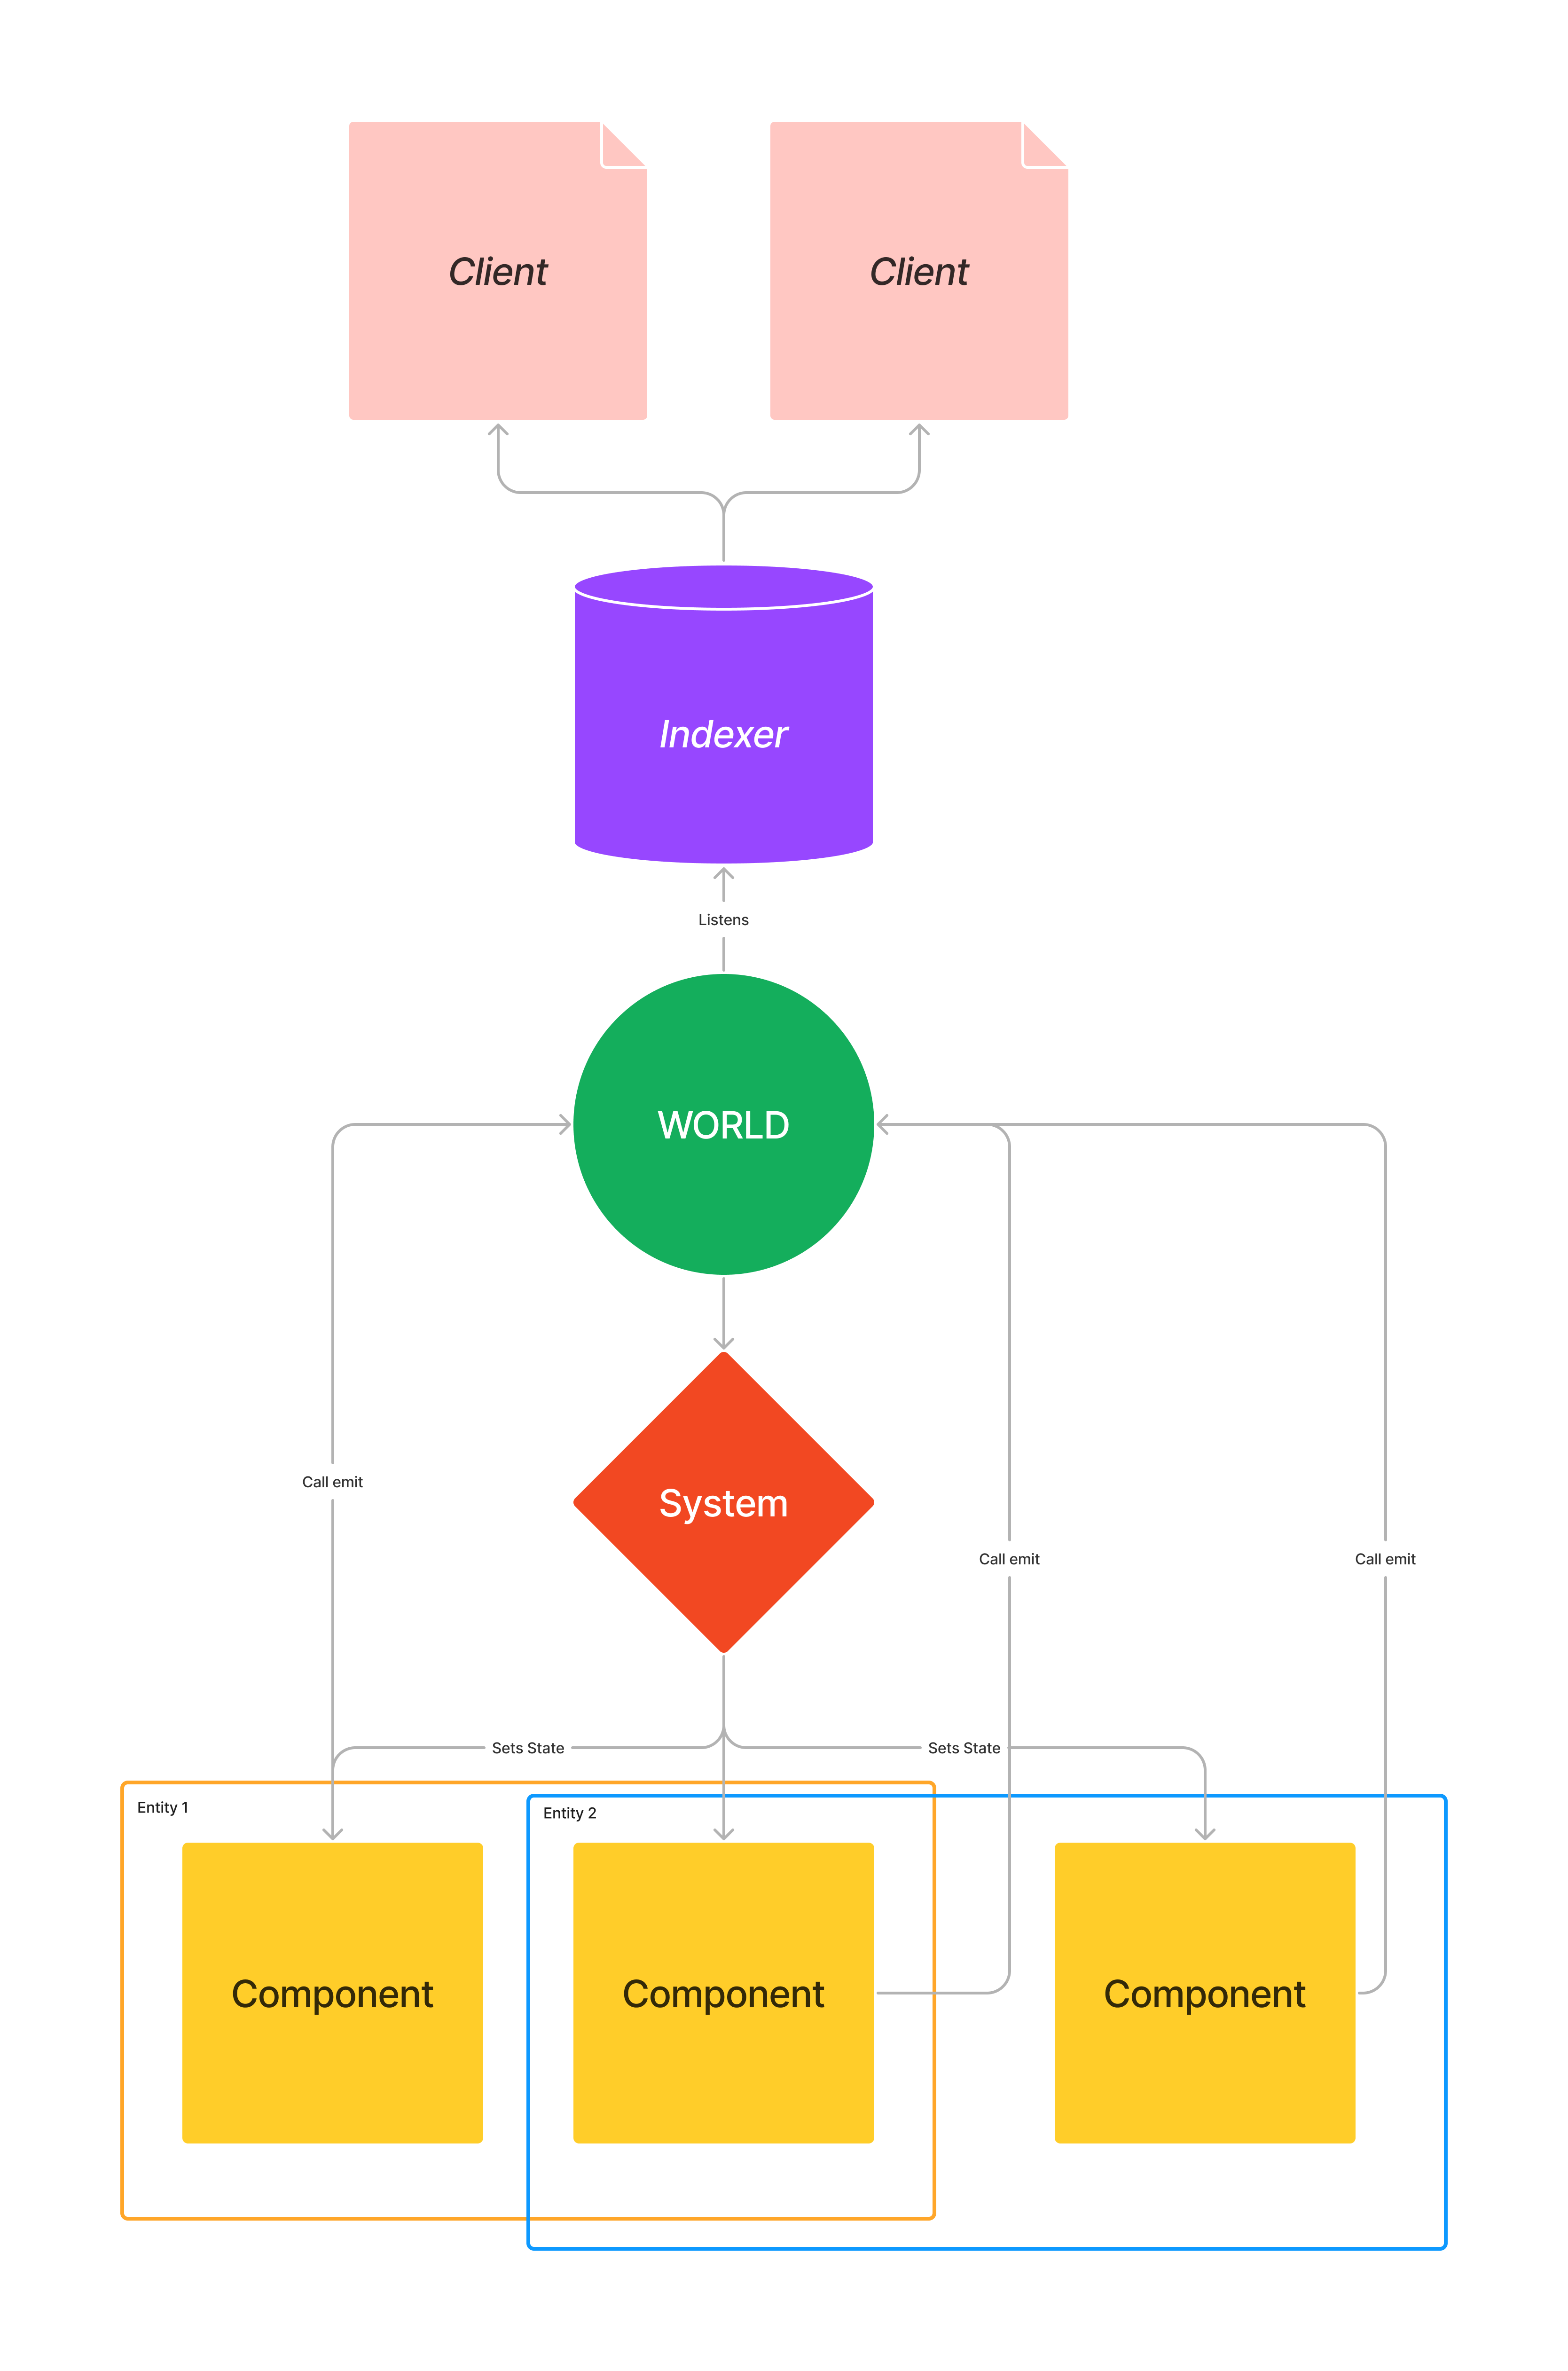 Client
Client
Indexer
Listens
WORLD
Call emit
System
Call emit
Call emit
Sets State
Sets State
Entity 1
Entity 2
Component
Component
Component